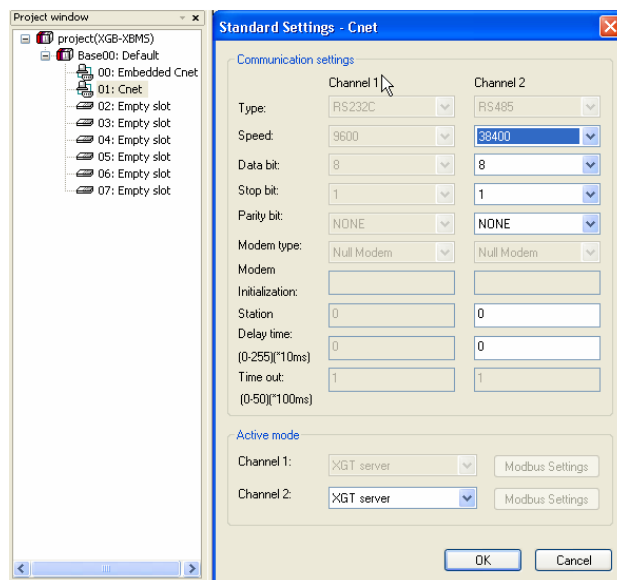 Project window
project(XGB-XBMS)
Base00: Default
00: Embedded Cnet
01: Cnet
02: Empty slot
03: Empty slot
04: Empty slot
05: Empty slot
06: Empty slot
07: Empty slot
Standard Settings - Cnet
Communication settings
Channel 1 Channel 2
Type: RS232C RS485
Speed: 9600 38400
Data bit: 8 8
Stop bit: 1 1
Parity bit: NONE NONE
Modem type: Null Modem Null Modem
Modem
Initialization:
Station 0 0
Delay time: 0 0
(0-255)(*10ms)
Time out: 1 1
(0-50)(*100ms)
Active mode
Channel 1: XGT server Modbus Settings
Channel 2: XGT server Modbus Settings
OK Cancel